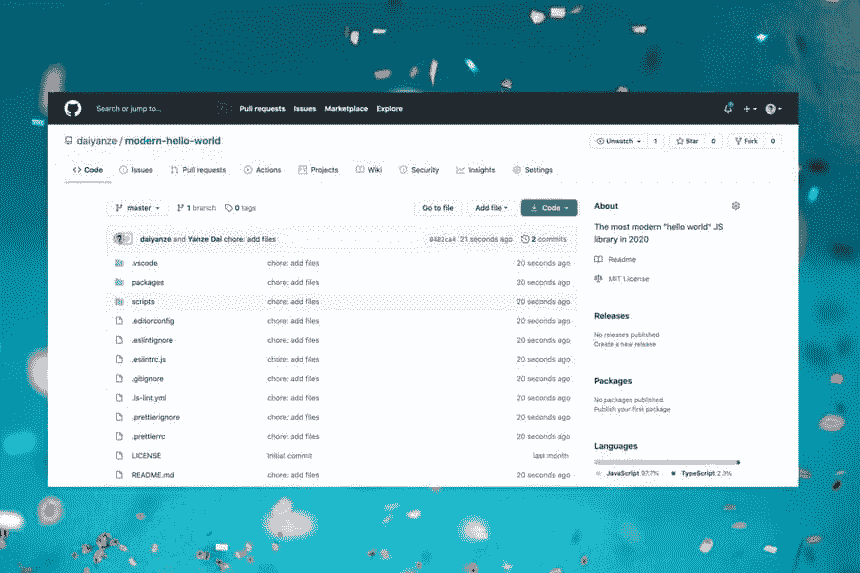 Search or jump to...
Pull requests Issues Marketplace Explore
daiyanze / modern-hello-world
Unwatch 1 Star 0 Fork 0
Code Issues Pull requests Actions Projects Wiki Security Insights Settings
master 1 branch 0 tags Go to file Add file Code
daiyanze and Yanze Dai chore: add files 21 seconds ago 2 commits
.vscode chore: add files 20 seconds ago
packages chore: add files 20 seconds ago
scripts chore: add files 20 seconds ago
.editorconfig chore: add files 20 seconds ago
.eslintignore chore: add files 20 seconds ago
.eslintrc.js chore: add files 20 seconds ago
.gitignore chore: add files 20 seconds ago
.ls-lint.yml chore: add files 20 seconds ago
.prettierignore chore: add files 20 seconds ago
.prettierrc chore: add files 20 seconds ago
LICENSE Initial commit last month
README.md chore: add files 20 seconds ago
About
The most modern "hello world" JS
library in 2020
Readme
MIT License
Releases
No releases published
Create a new release
Packages
No packages published
Publish your first package
Languages
JavaScript 97.7% TypeScript 2.3%